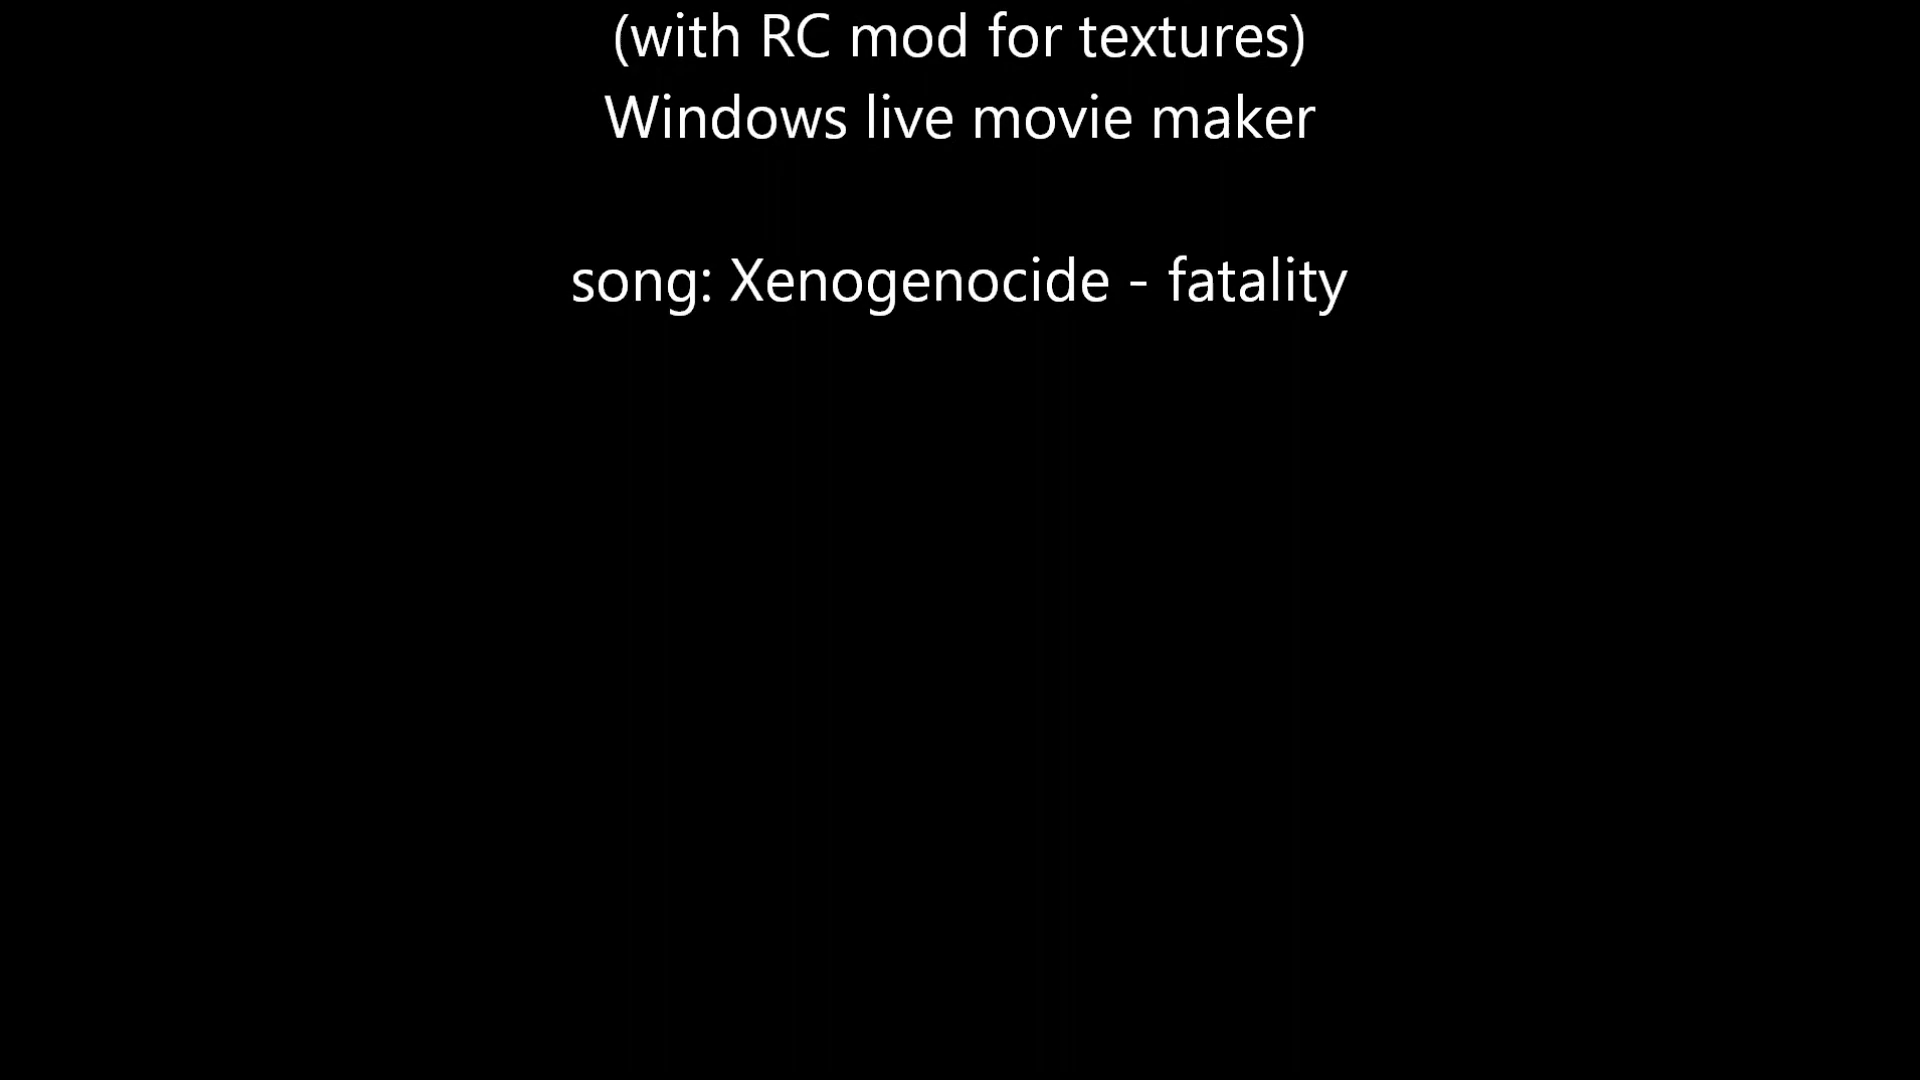 (with RC mod for textures)
Windows live movie maker
song: Xenogenocide - fatality